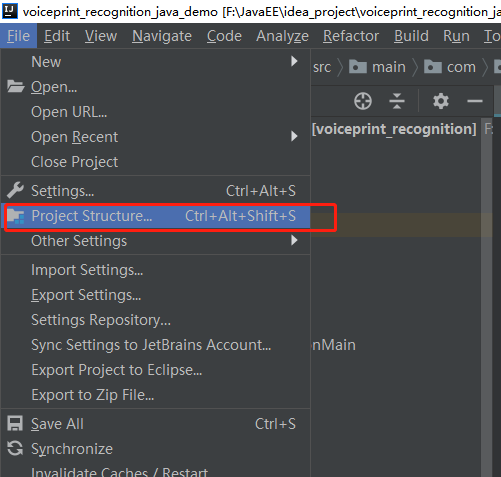 voiceprint_recognition_java_demo [F:\JavaEE\idea_project\voiceprint_recognition_ja
File Edit View Navigate Code Analyze Refactor Build Run To
New src main com
Open...
Open URL...
Open Recent [voiceprint_recognition] F:
Close Project
Settings... Ctrl+Alt+S
Project Structure... Ctrl+Alt+Shift+S
Other Settings
Import Settings...
Export Settings...
Settings Repository...
Sync Settings to JetBrains Account... onMain
Export Project to Eclipse...
Export to Zip File...
Save All Ctrl+S
Synchronize
Invalidate Caches / Restart